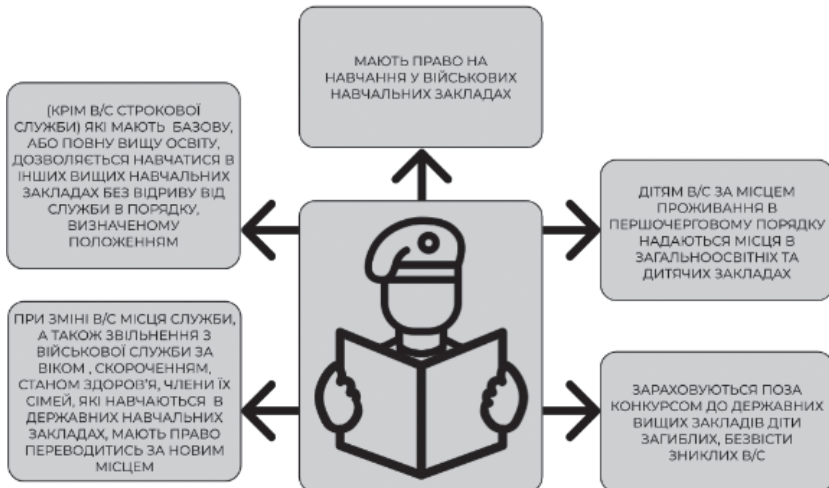 МАЮТЬ ПРАВО НА
НАВЧАННЯ У ВІЙСЬКОВИХ
НАВЧАЛЬНИХ ЗАКЛАДАХ
(КРІМ В/С СТРОКОВОЇ
СЛУЖБИ) ЯКІ МАЮТЬ БАЗОВУ,
АБО ПОВНУ ВИЩУ ОСВІТУ,
ДОЗВОЛЯЄТЬСЯ НАВЧАТИСЯ В
ІНШИХ ВИЩИХ НАВЧАЛЬНИХ
ЗАКЛАДАХ БЕЗ ВІДРИВУ ВІД
СЛУЖБИ В ПОРЯДКУ,
ВИЗНАЧЕНОМУ
ПОЛОЖЕННЯМ
ДІТЯМ В/С ЗА МІСЦЕМ
ПРОЖИВАННЯ В
ПЕРШОЧЕРГОВОМУ ПОРЯДКУ
НАДАЮТЬСЯ МІСЦЯ В
ЗАГАЛЬНООСВІТНІХ ТА
ДИТЯЧИХ ЗАКЛАДАХ
ПРИ ЗМІНІ В/С МІСЦЯ СЛУЖБИ,
А ТАКОЖ ЗВІЛЬНЕННЯ З
ВІЙСЬКОВОЇ СЛУЖБИ ЗА
ВІКОМ , СКОРОЧЕННЯМ,
СТАНОМ ЗДОРОВ'Я, ЧЛЕНИ ЇХ
СІМЕЙ, ЯКІ НАВЧАЮТЬСЯ В
ДЕРЖАВНИХ НАВЧАЛЬНИХ
ЗАКЛАДАХ, МАЮТЬ ПРАВО
ПЕРЕВОДИТИСЬ ЗА НОВИМ
МІСЦЕМ
ЗАРАХОВУЮТЬСЯ ПОЗА
КОНКУРСОМ ДО ДЕРЖАВНИХ
ВИЩИХ ЗАКЛАДІВ ДІТИ
ЗАГИБЛИХ, БЕЗВІСТИ
ЗНИКЛИХ В/С